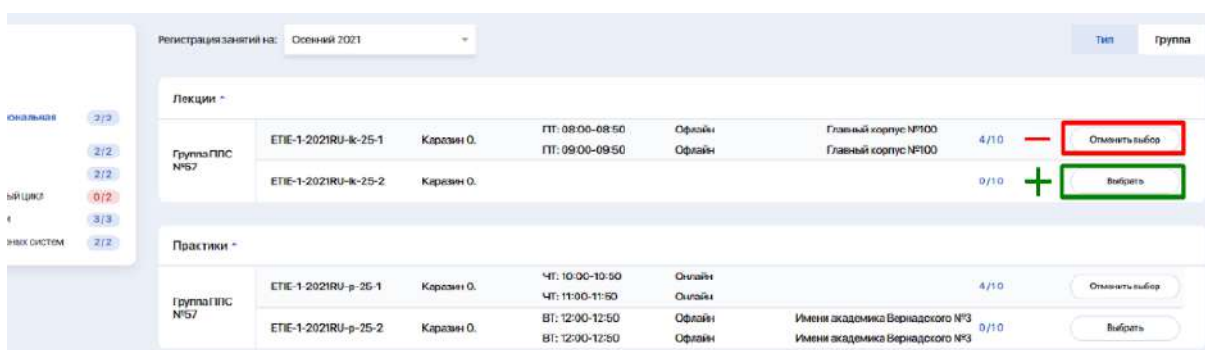 Регистрация занятий на: Осенний 2021
Тип Группа
Лекции
ональная 2/2
2/2
2/2
ый цикл 0/2
и 3/3
нных систем 2/2
Группа ППС №57
ETIE-1-2021RU-lk-25-1 Каразин О. ПТ: 08:00-08:50 Офлайн Главный корпус №100 4/10 Отменить выбор
ПТ: 09:00-09:50 Офлайн Главный корпус №100
ETIE-1-2021RU-lk-25-2 Каразин О. 0/10 Выбрать
Практики
Группа ППС №57
ETIE-1-2021RU-p-25-1 Каразин О. ЧТ: 10:00-10:50 Онлайн 4/10 Отменить выбор
ЧТ: 11:00-11:50 Онлайн
ETIE-1-2021RU-p-25-2 Каразин О. ВТ: 12:00-12:50 Офлайн Имени академика Вернадского №3 0/10 Выбрать
ВТ: 12:00-12:50 Офлайн Имени академика Вернадского №3